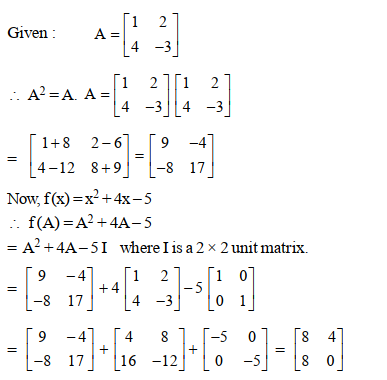 Given : A = [1 2; 4 −3]
∴ A² = A. A = [1 2; 4 −3] [1 2; 4 −3]
= [1+8 2−6; 4−12 8+9] = [9 −4; −8 17]
Now, f(x) = x² + 4x − 5
∴ f(A) = A² + 4A − 5
= A² + 4A − 5 I where I is a 2 × 2 unit matrix.
= [9 −4; −8 17] + 4 [1 2; 4 −3] − 5 [1 0; 0 1]
= [9 −4; −8 17] + [4 8; 16 −12] + [−5 0; 0 −5] = [8 4; 8 0]